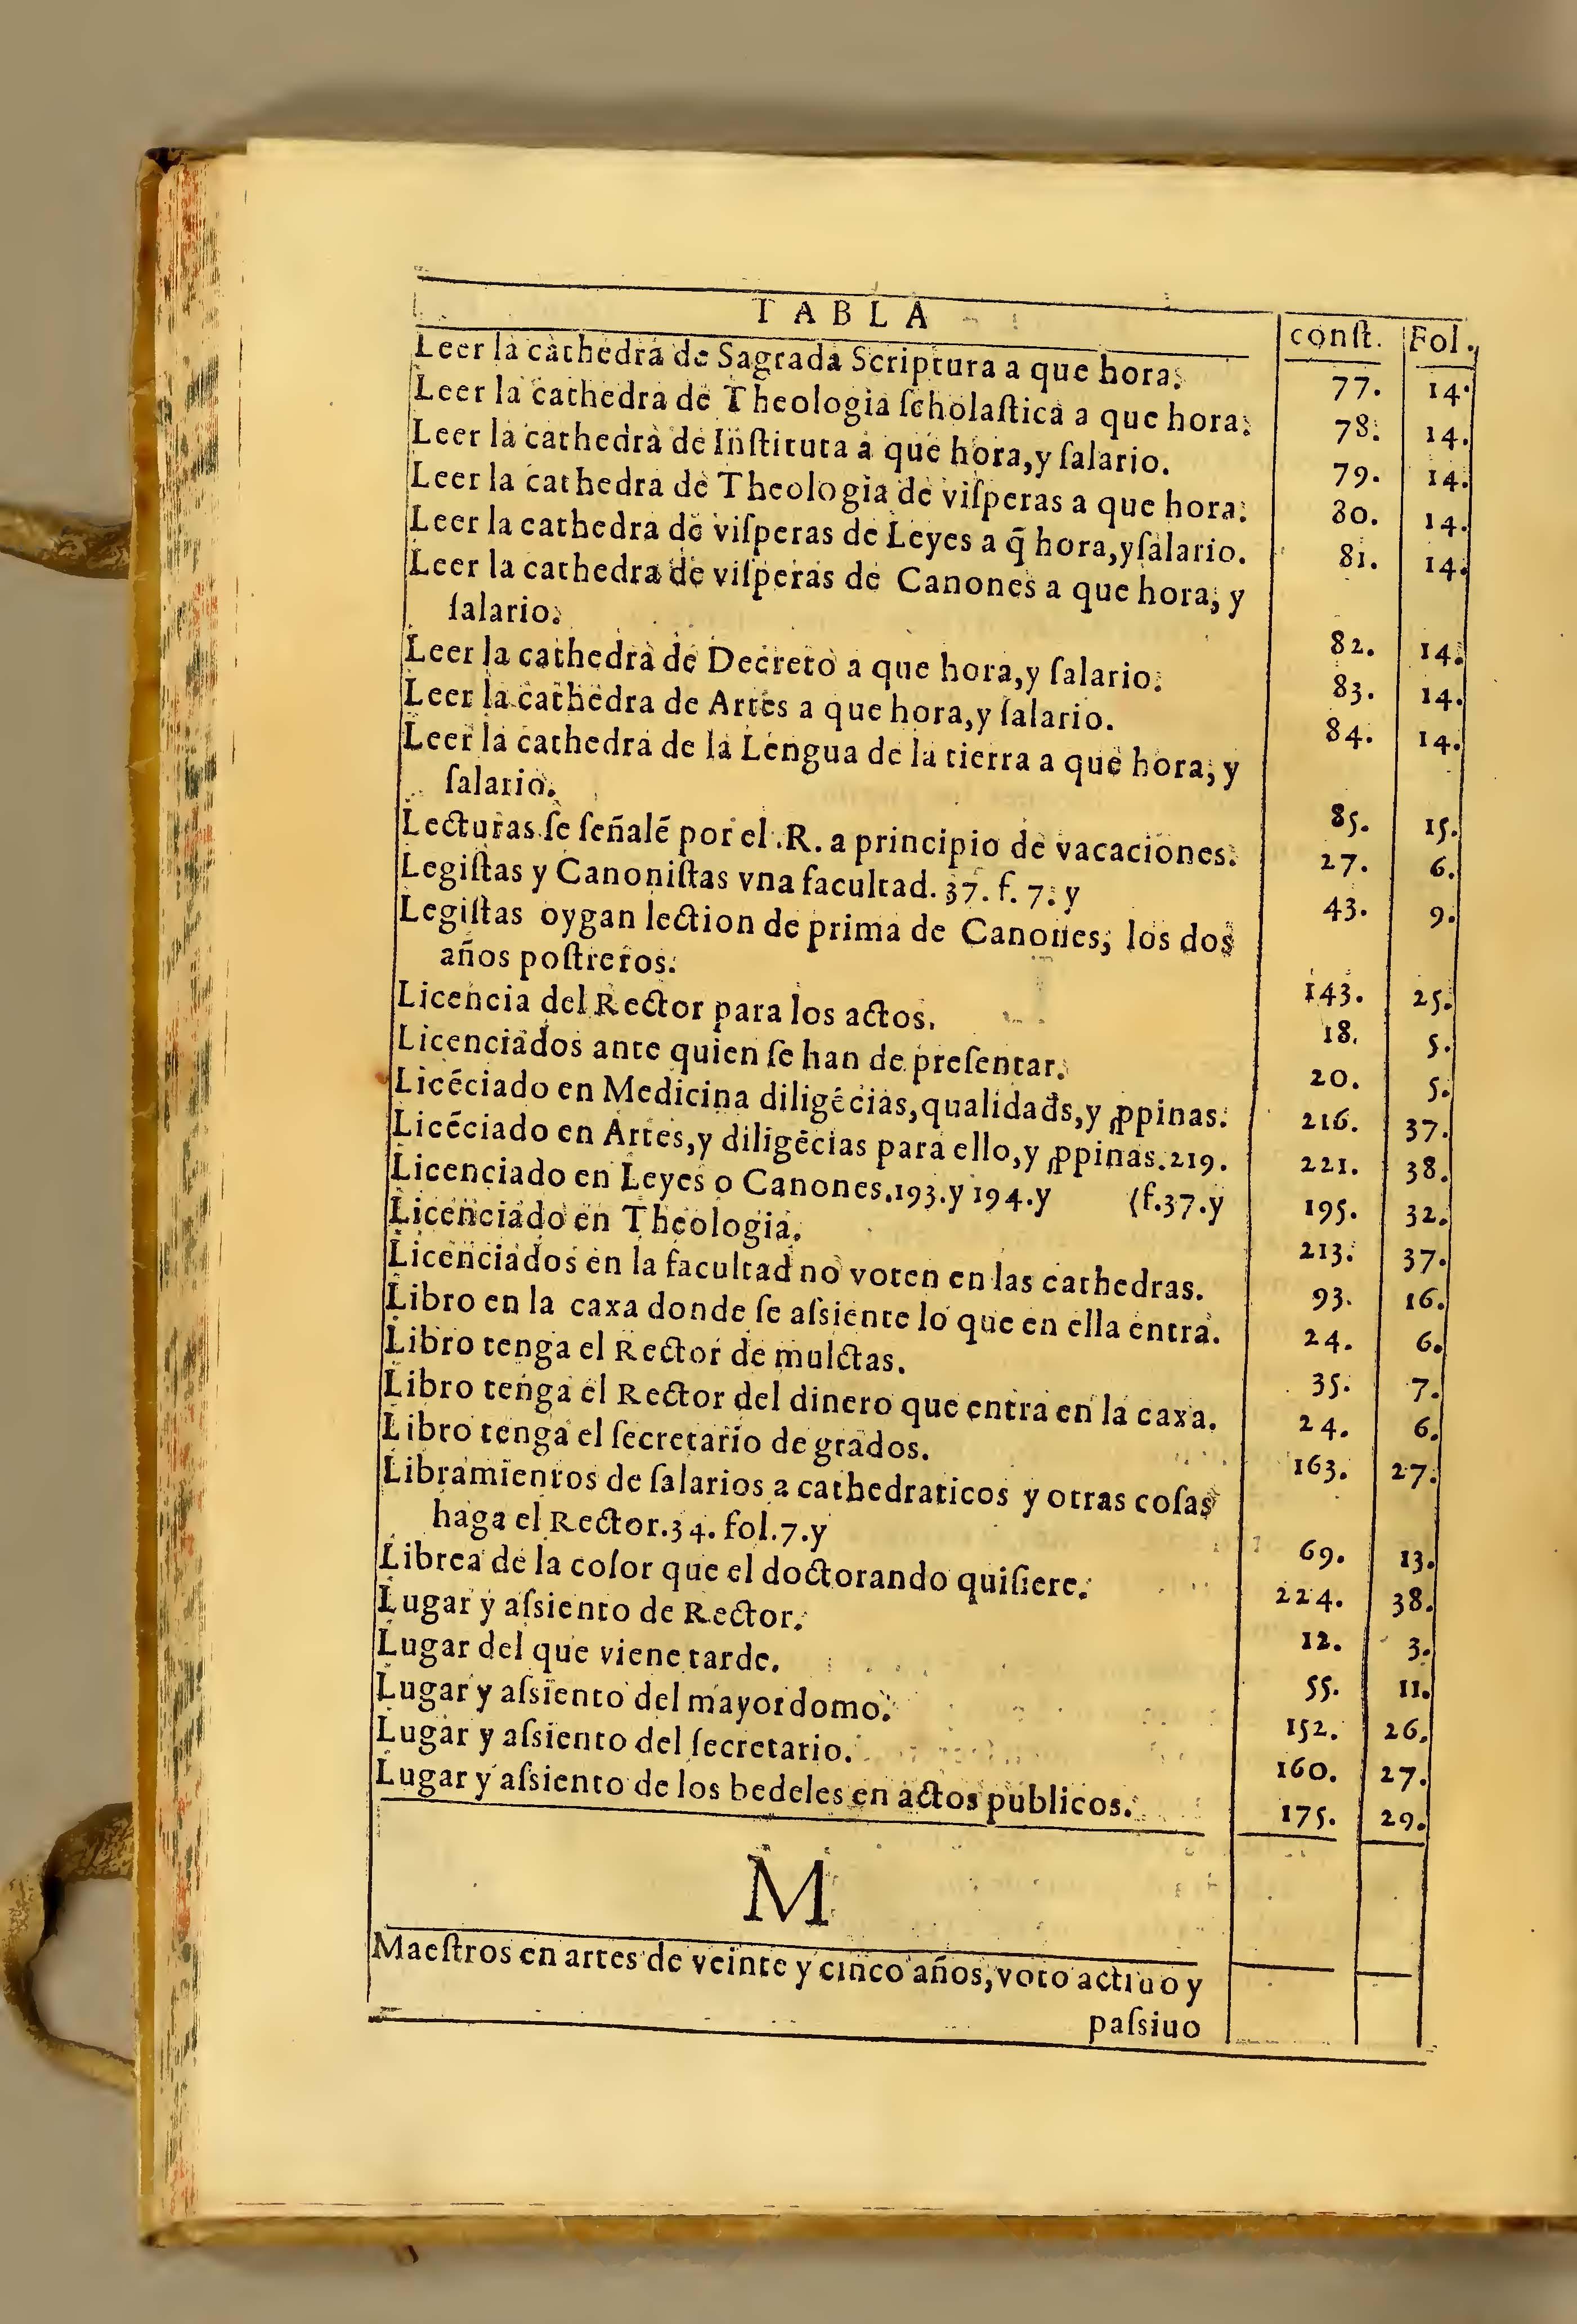 TABLA const. Fol.
Leer la cathedra de Sagrada Scriptura a que hora. 77. 14.
Leer la cathedra de Theologia ſcholaſtica a que hora. 78. 14.
Leer la cathedra de Inſtituta a que hora,y ſalario. 79. 14.
Leer la cathedra de Theologia de viſperas a que hora. 80. 14.
Leer la cathedra de viſperas de Leyes a q̃ hora,y ſalario. 81. 14.
Leer la cathedra de viſperas de Canones a que hora, y
ſalario. 82. 14.
Leer la cathedra de Decreto a que hora,y ſalario. 83. 14.
Leer la cathedra de Artes a que hora,y ſalario. 84. 14.
Leer la cathedra de la Lengua de la tierra a que hora, y
ſalario. 85. 15.
Lecturas ſe ſeñalē por el .R. a principio de vacaciones. 27. 6.
Legiſtas y Canoniſtas vna facultad. 37. f. 7. y 43. 9.
Legiſtas oygan lection de prima de Canones, los dos
años poſtreros. 143. 25.
Licencia del Rector para los actos. 18. 5.
Licenciados ante quien ſe han de preſentar. 20. 5.
Licēciado en Medicina diligēcias,qualidad̄s,y ꝓpinas. 216. 37.
Licēciado en Artes,y diligēcias para ello,y ꝓpinas.219. 221. 38.
Licenciado en Leyes o Canones.193.y 194.y (f.37.y 195. 32.
Licenciado en Theologia. 213. 37.
Licenciados en la facultad no voten en las cathedras. 93. 16.
Libro en la caxa donde ſe aſsiente lo que en ella entra. 24. 6.
Libro tenga el Rector de mulctas. 35. 7.
Libro tenga el Rector del dinero que entra en la caxa. 24. 6.
Libro tenga el ſecretario de grados. 163. 27.
Libramientos de ſalarios a cathedraticos y otras coſas
haga el Rector.34. fol.7.y 69. 13.
Librea de la color que el doctorando quiſiere. 224. 38.
Lugar y aſsiento de Rector. 12. 3.
Lugar del que viene tarde. 55. 11.
Lugar y aſsiento del mayordomo. 152. 26.
Lugar y aſsiento del ſecretario. 160. 27.
Lugar y aſsiento de los bedeles en actos publicos. 175. 29.
M
Maeſtros en artes de veinte y cinco años,voto actiuo y
paſsiuo